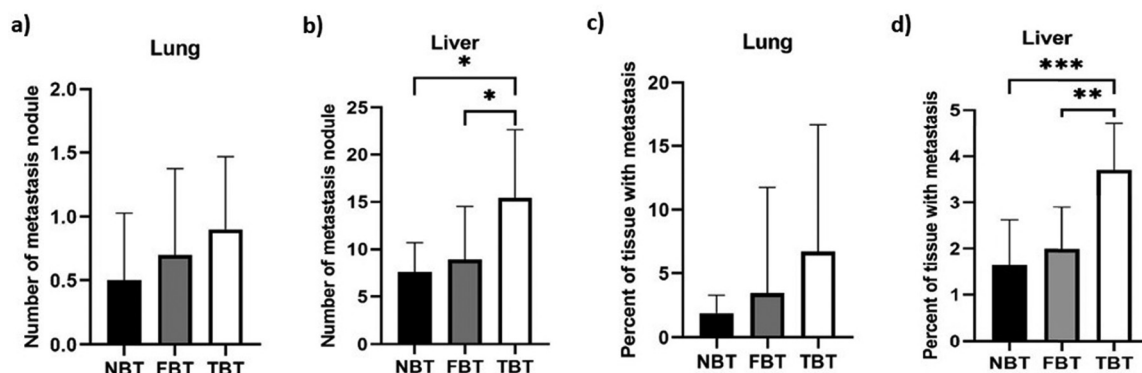 a)
Lung
Number of metastasis nodule
2.0
1.5
1.0
0.5
0.0
NBT FBT TBT
b)
Liver
*
*
Number of metastasis nodule
25
20
15
10
5
0
NBT FBT TBT
c)
Lung
Percent of tissue with metastasis
20
15
10
5
0
NBT FBT TBT
d)
Liver
***
**
Percent of tissue with metastasis
5
4
3
2
1
0
NBT FBT TBT